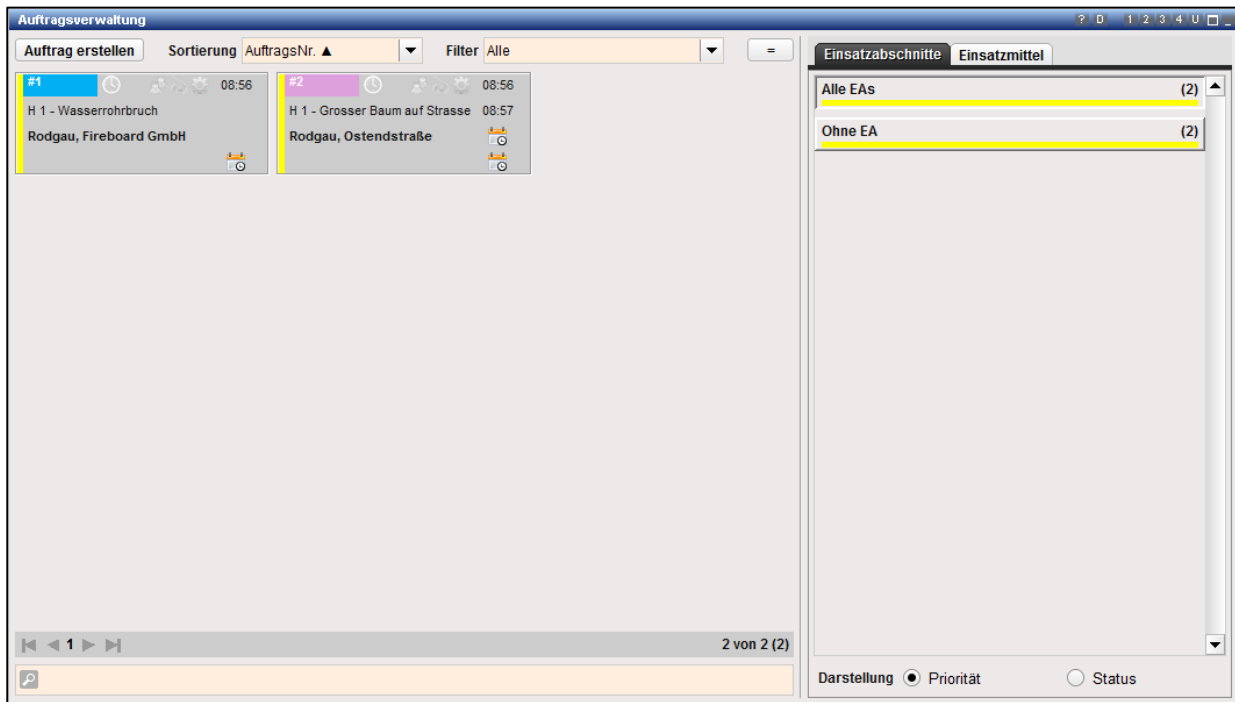 Auftragsverwaltung ? D 1 2 3 4 U
Auftrag erstellen Sortierung AuftragsNr. ▲ Filter Alle =
#1 08:56
H 1 - Wasserrohrbruch
Rodgau, Fireboard GmbH
#2 08:56
H 1 - Grosser Baum auf Strasse 08:57
Rodgau, Ostendstraße
1 2 von 2 (2)
Einsatzabschnitte Einsatzmittel
Alle EAs (2)
Ohne EA (2)
Darstellung Priorität Status